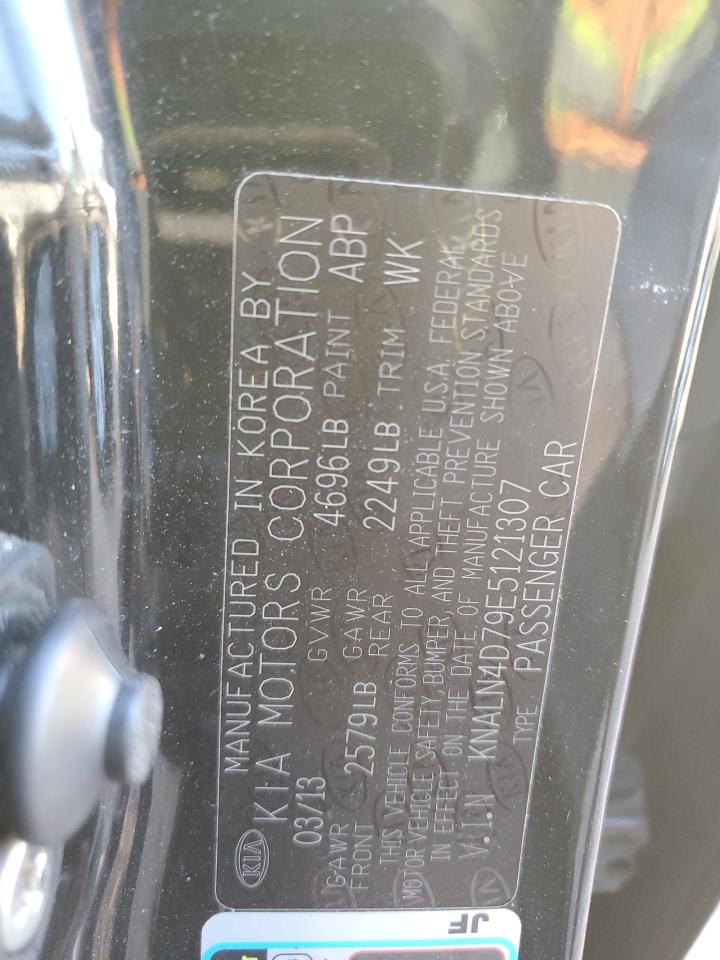 MANUFACTURED IN KOREA BY
KIA KIA MOTORS CORPORATION
03/13 GVWR 4696LB PAINT ABP
GAWR FRONT 2579LB GAWR REAR 2249LB TRIM WK
THIS VEHICLE CONFORMS TO ALL APPLICABLE U.S.A. FEDERAL
MOTOR VEHICLE SAFETY, BUMPER AND THEFT PREVENTION STANDARDS
IN EFFECT ON THE DATE OF MANUFACTURE SHOWN ABOVE
V.I.N KNALN4D79E5121307
TYPE PASSENGER CAR
JF